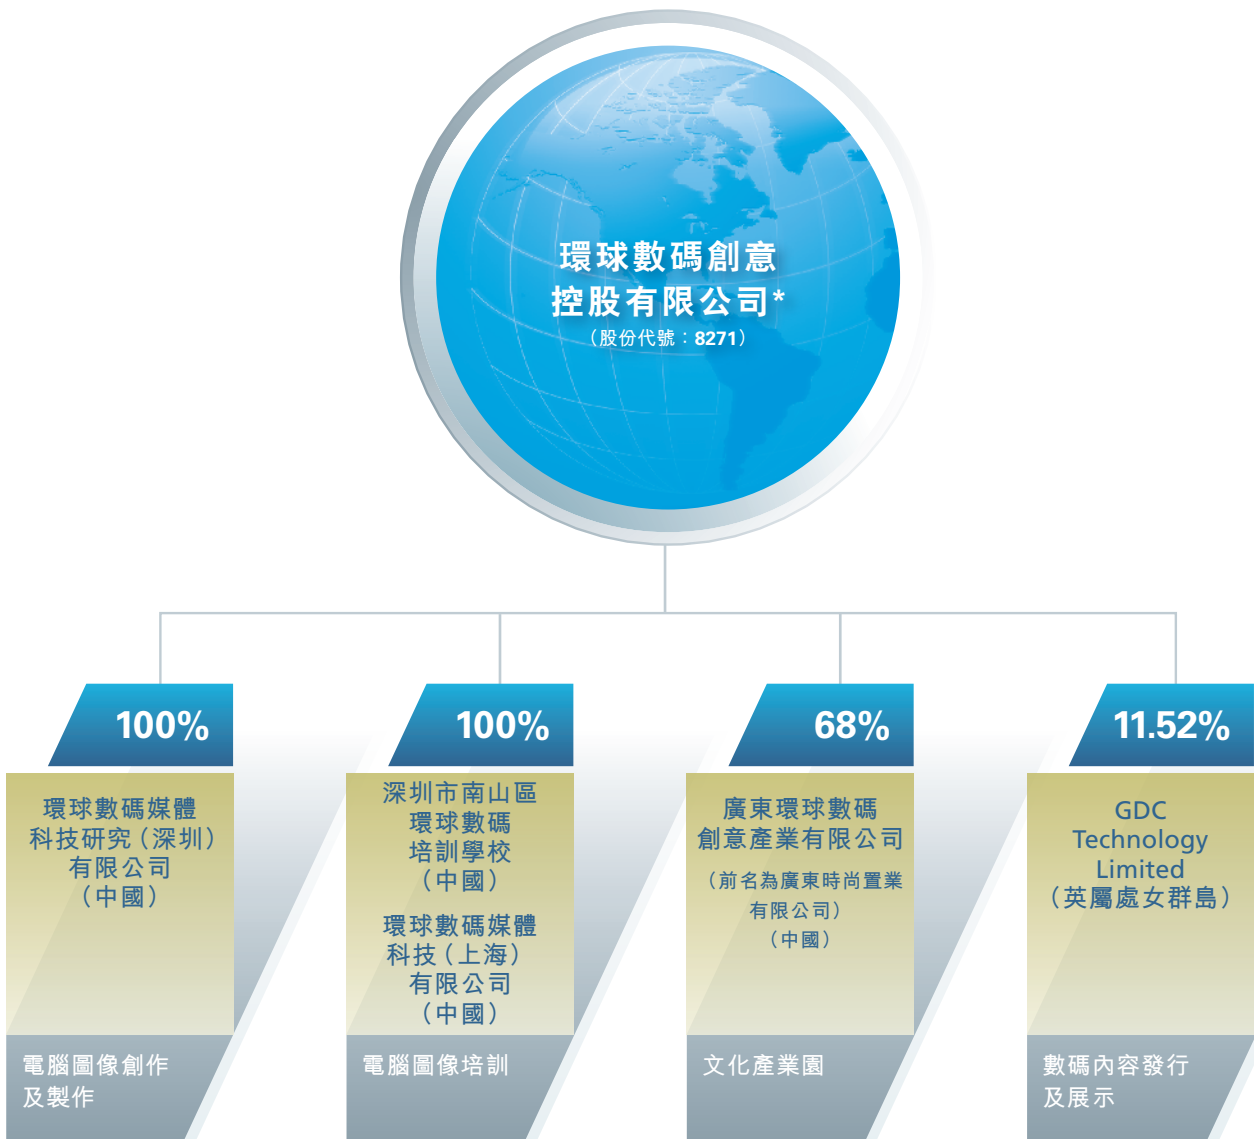 環球數碼創意
控股有限公司*
（股份代號：8271）
100%
環球數碼媒體
科技研究（深圳）
有限公司
（中國）
電腦圖像創作
及製作
100%
深圳市南山區
環球數碼
培訓學校
（中國）
環球數碼媒體
科技（上海）
有限公司
（中國）
電腦圖像培訓
68%
廣東環球數碼
創意產業有限公司
（前名為廣東時尚置業
有限公司）
（中國）
文化產業園
11.52%
GDC
Technology
Limited
（英屬處女群島）
數碼內容發行
及展示